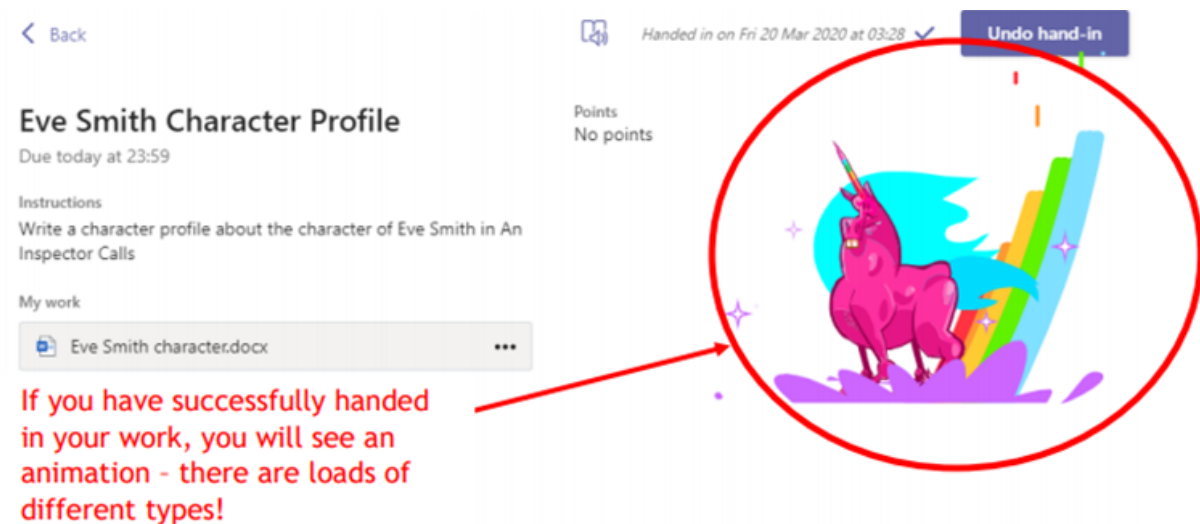 Back
Handed in on Fri 20 Mar 2020 at 03:28
Undo hand-in
Eve Smith Character Profile
Due today at 23:59
Points
No points
Instructions
Write a character profile about the character of Eve Smith in An
Inspector Calls
My work
Eve Smith character.docx
If you have successfully handed
in your work, you will see an
animation - there are loads of
different types!